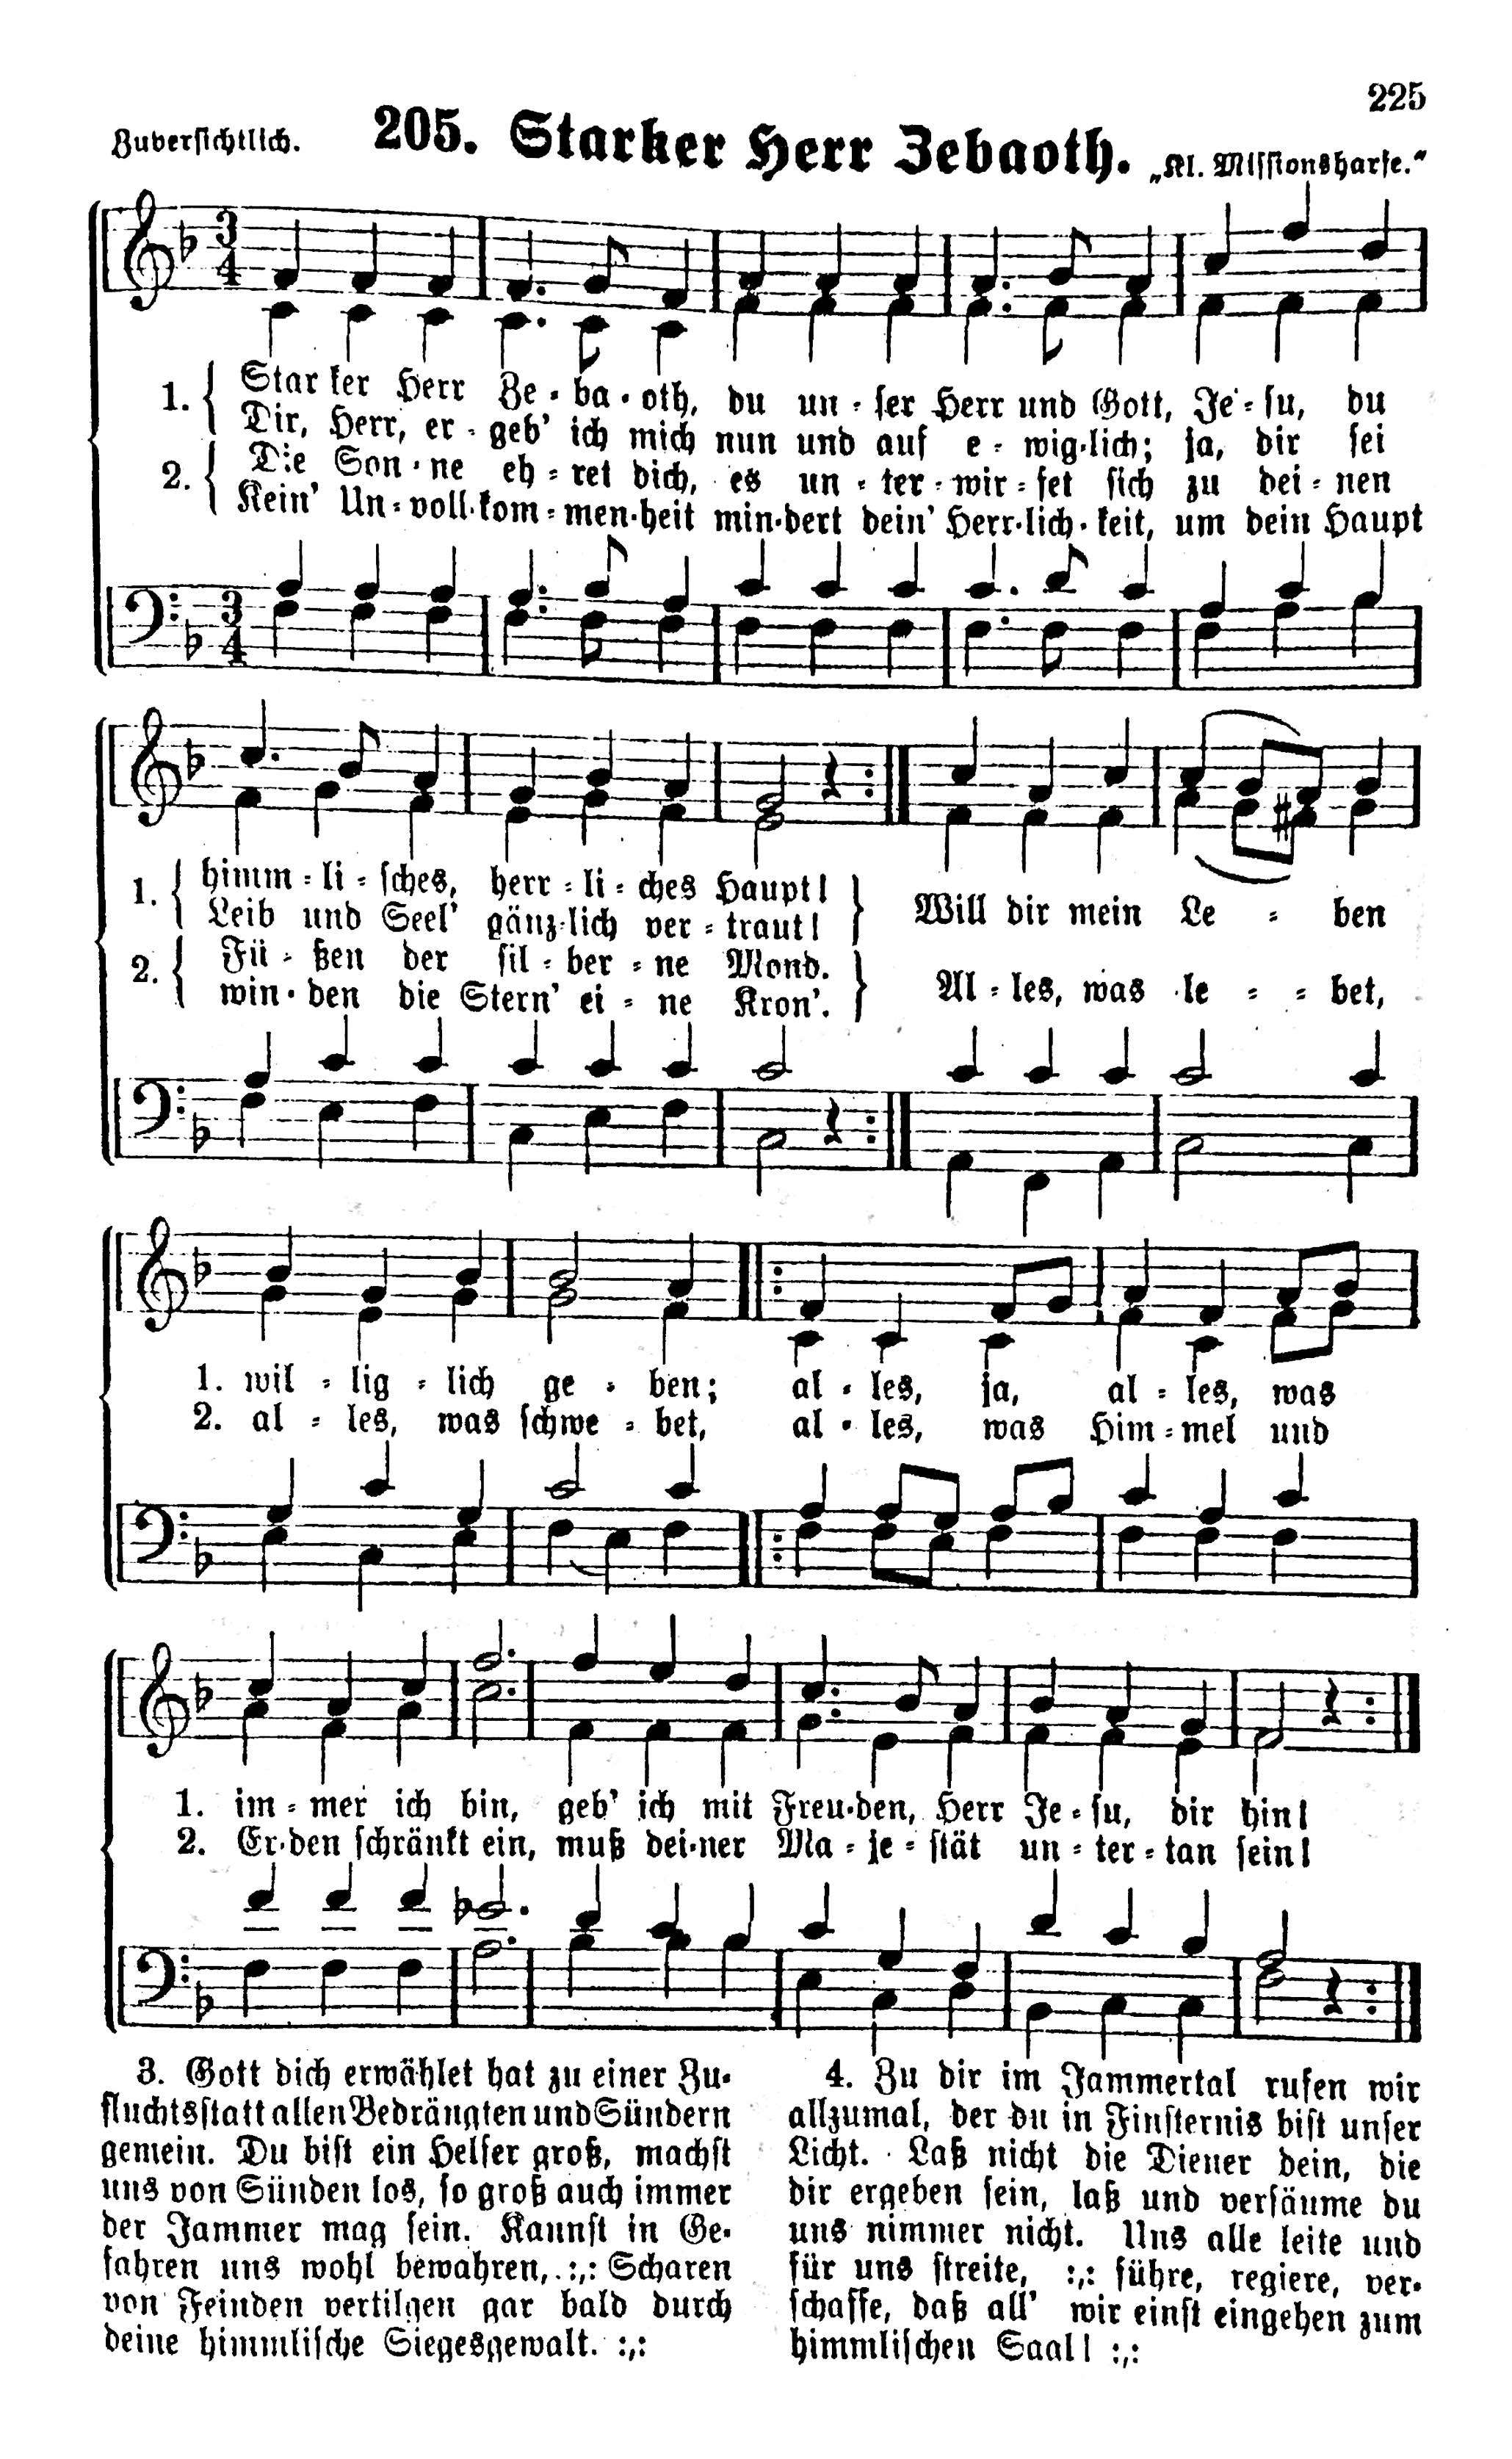 225
Zuversichtlich. 205. Starker Herr Zebaoth. „Kl. Missionsharfe.“
1. { Star ker Herr Ze - ba - oth, du un - ser Herr und Gott, Je - su, du
Dir, Herr, er - geb' ich mich nun und auf e - wig-lich; ja, dir sei
2. { Die Son - ne eh - ret dich, es un - ter - wir - fet sich zu dei - nen
Kein' Un - voll-kom - men-heit min-dert dein' Herr-lich - keit, um dein Haupt
1. { himm - li - sches, herr - li - ches Haupt! } Will dir mein Le - ben
Leib und Seel' gänz-lich ver - traut!
2. { Fü - ßen der sil - ber - ne Mond. } Al - les, was le - - bet,
win - den die Stern' ei - ne Kron'.
1. wil - lig - lich ge - ben; al - les, ja, al - les, was
2. al - les, was schwe - bet, al - les, was Him - mel und
1. im - mer ich bin, geb' ich mit Freu-den, Herr Je - su, dir hin!
2. Er-den schränkt ein, muß dei-ner Ma - je - stät un - ter - tan sein!
3. Gott dich erwählet hat zu einer Zu-
fluchtsstatt allen Bedrängten und Sündern
gemein. Du bist ein Helfer groß, machst
uns von Sünden los, so groß auch immer
der Jammer mag sein. Kannst in Ge-
fahren uns wohl bewahren, :,: Scharen
von Feinden vertilgen gar bald durch
deine himmlische Siegesgewalt. :,:
4. Zu dir im Jammertal rufen wir
allzumal, der du in Finsternis bist unser
Licht. Laß nicht die Diener dein, die
dir ergeben sein, laß und versäume du
uns nimmer nicht. Uns alle leite und
für uns streite, :,: führe, regiere, ver-
schaffe, daß all' wir einst eingehen zum
himmlischen Saal! :,: